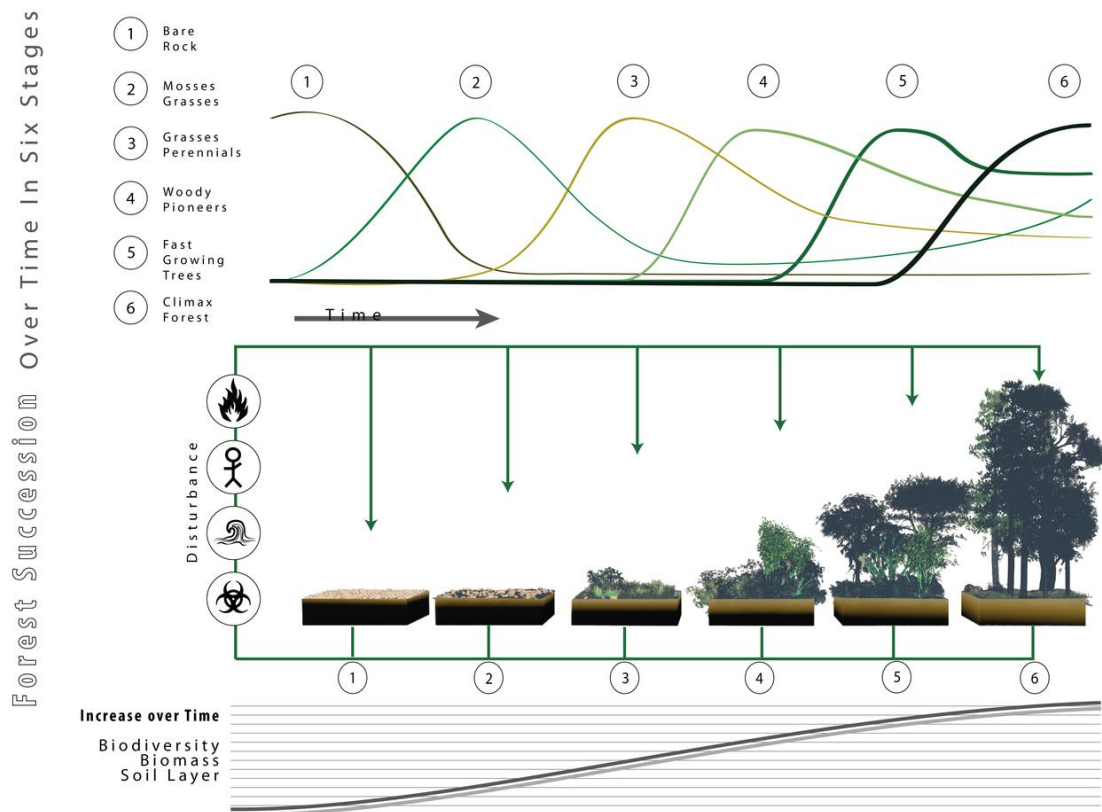 Forest Succession Over Time In Six Stages
1 Bare
Rock
2 Mosses
Grasses
3 Grasses
Perennials
4 Woody
Pioneers
5 Fast
Growing
Trees
6 Climax
Forest
1 2 3 4 5 6
Time
Disturbance
1 2 3 4 5 6
Increase over Time
Biodiversity
Biomass
Soil Layer